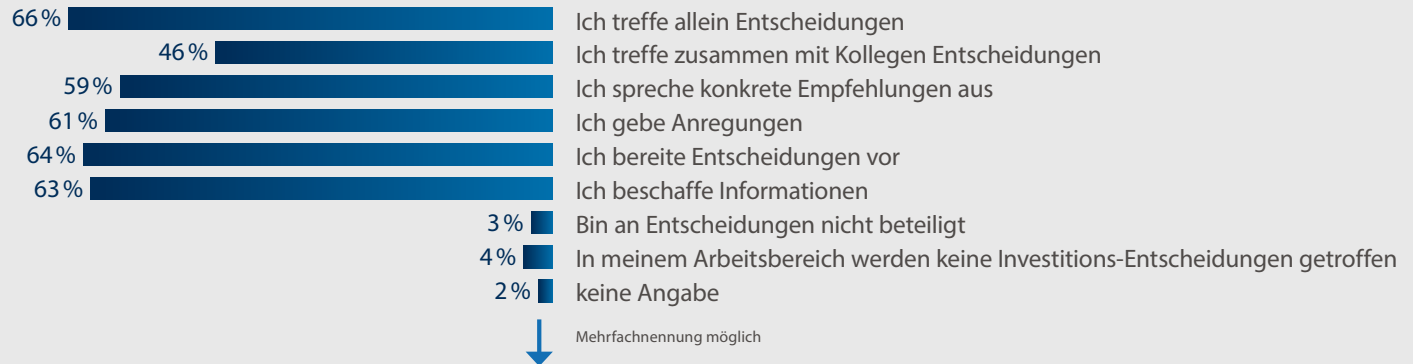 66 % Ich treffe allein Entscheidungen
46 % Ich treffe zusammen mit Kollegen Entscheidungen
59 % Ich spreche konkrete Empfehlungen aus
61 % Ich gebe Anregungen
64 % Ich bereite Entscheidungen vor
63 % Ich beschaffe Informationen
3 % Bin an Entscheidungen nicht beteiligt
4 % In meinem Arbeitsbereich werden keine Investitions-Entscheidungen getroffen
2 % keine Angabe
Mehrfachnennung möglich